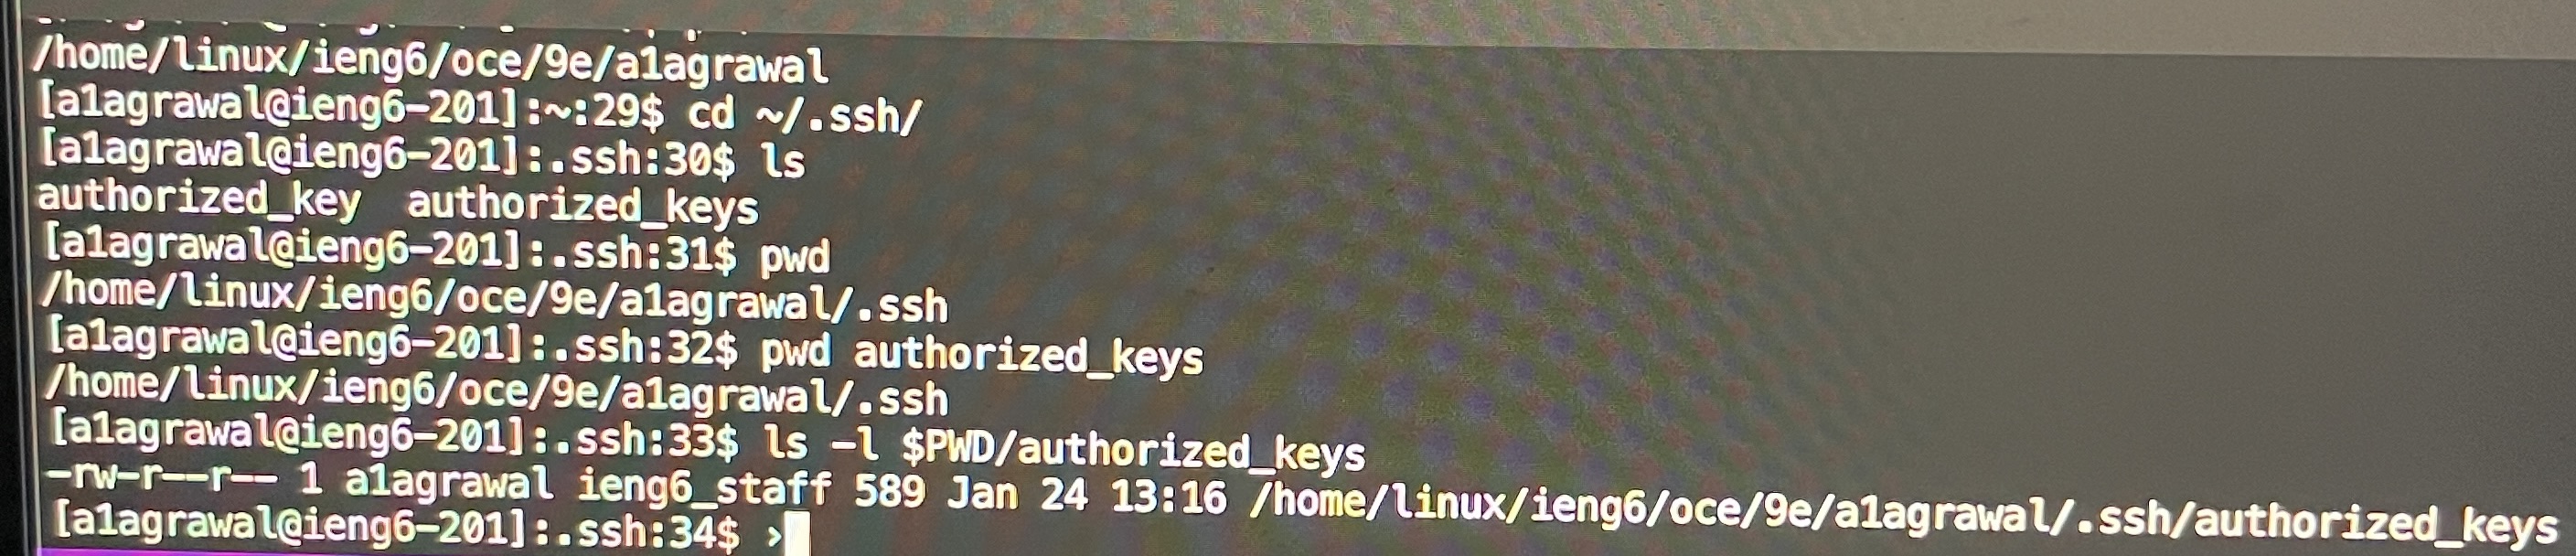 /home/linux/ieng6/oce/9e/a1agrawal
[a1agrawal@ieng6-201]:~:29$ cd ~/.ssh/
[a1agrawal@ieng6-201]:.ssh:30$ ls
authorized_key  authorized_keys
[a1agrawal@ieng6-201]:.ssh:31$ pwd
/home/linux/ieng6/oce/9e/a1agrawal/.ssh
[a1agrawal@ieng6-201]:.ssh:32$ pwd authorized_keys
/home/linux/ieng6/oce/9e/a1agrawal/.ssh
[a1agrawal@ieng6-201]:.ssh:33$ ls -l $PWD/authorized_keys
-rw-r--r-- 1 a1agrawal ieng6_staff 589 Jan 24 13:16 /home/linux/ieng6/oce/9e/a1agrawal/.ssh/authorized_keys
[a1agrawal@ieng6-201]:.ssh:34$ ›